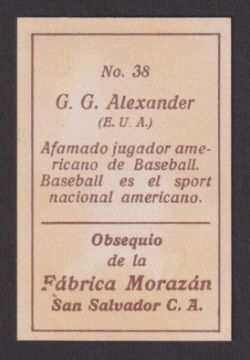 No. 38
G. G. Alexander
(E. U. A.)
Afamado jugador ame-
ricano de Baseball.
Baseball es el sport
nacional americano.
Obsequio
de la
Fábrica Morazán
San Salvador C. A.